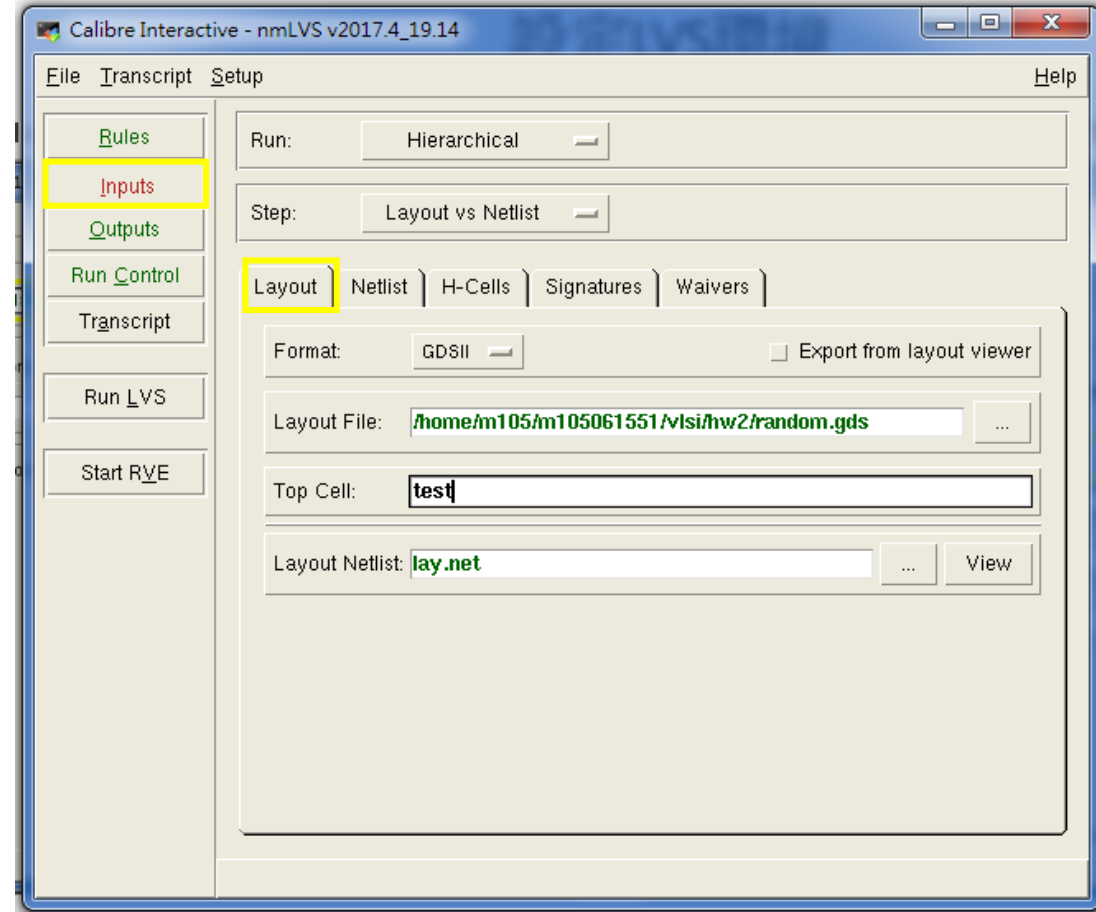 Calibre Interactive - nmLVS v2017.4_19.14
File Transcript Setup Help
Rules
Inputs
Outputs
Run Control
Transcript
Run LVS
Start RVE
Run: Hierarchical
Step: Layout vs Netlist
Layout Netlist H-Cells Signatures Waivers
Format: GDSII Export from layout viewer
Layout File: /home/m105/m105061551/vlsi/hw2/random.gds ...
Top Cell: test
Layout Netlist: lay.net ... View